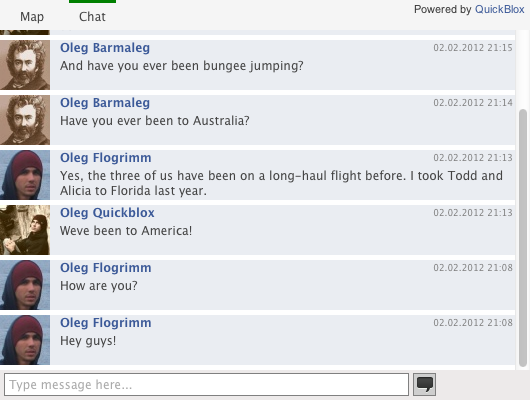 Map Chat Powered by QuickBlox
Oleg Barmaleg 02.02.2012 21:15
And have you ever been bungee jumping?
Oleg Barmaleg 02.02.2012 21:14
Have you ever been to Australia?
Oleg Flogrimm 02.02.2012 21:13
Yes, the three of us have been on a long-haul flight before. I took Todd and
Alicia to Florida last year.
Oleg Quickblox 02.02.2012 21:13
Weve been to America!
Oleg Flogrimm 02.02.2012 21:08
How are you?
Oleg Flogrimm 02.02.2012 21:08
Hey guys!
Type message here...